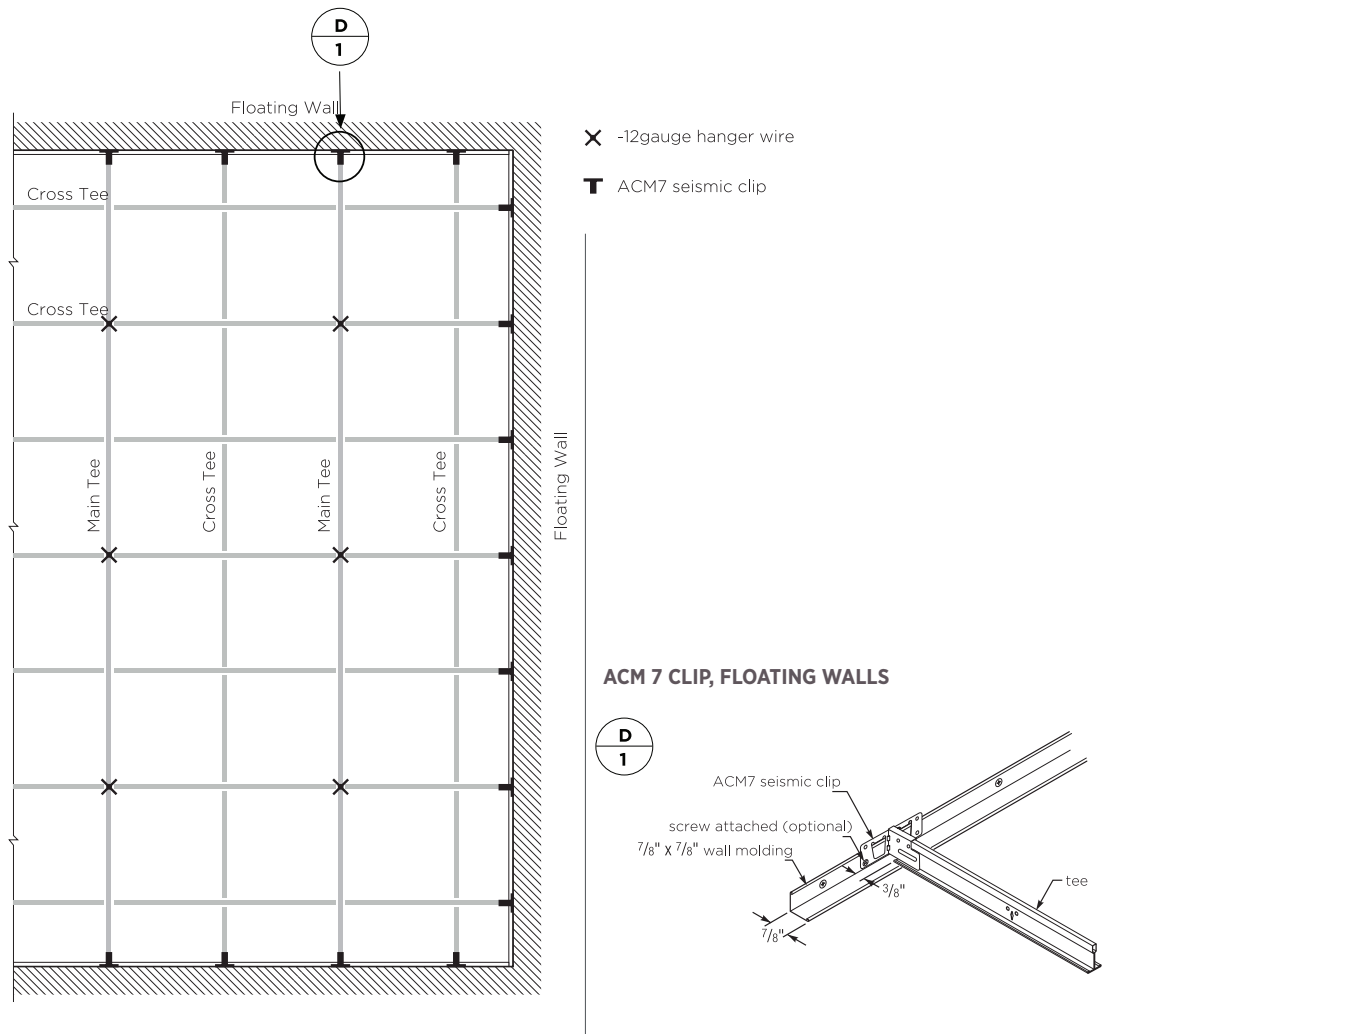 D
1
Floating Wall
-12gauge hanger wire
ACM7 seismic clip
Cross Tee
Cross Tee
Main Tee
Cross Tee
Main Tee
Cross Tee
Floating Wall
ACM 7 CLIP, FLOATING WALLS
D
1
ACM7 seismic clip
screw attached (optional)
7/8" X 7/8" wall molding
3/8"
tee
7/8"